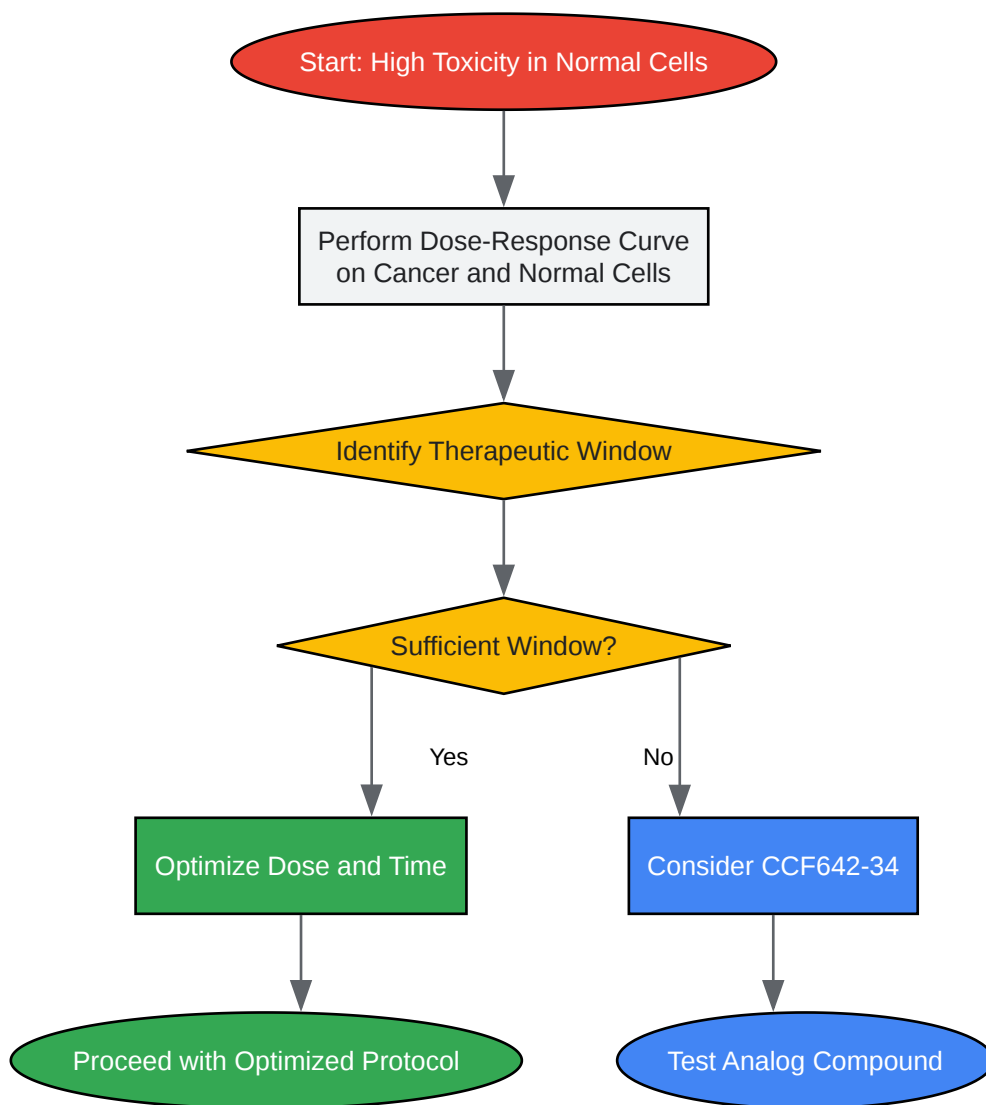 Start: High Toxicity in Normal Cells
Perform Dose-Response Curve
on Cancer and Normal Cells
Identify Therapeutic Window
Sufficient Window?
Yes
No
Optimize Dose and Time
Consider CCF642-34
Proceed with Optimized Protocol
Test Analog Compound